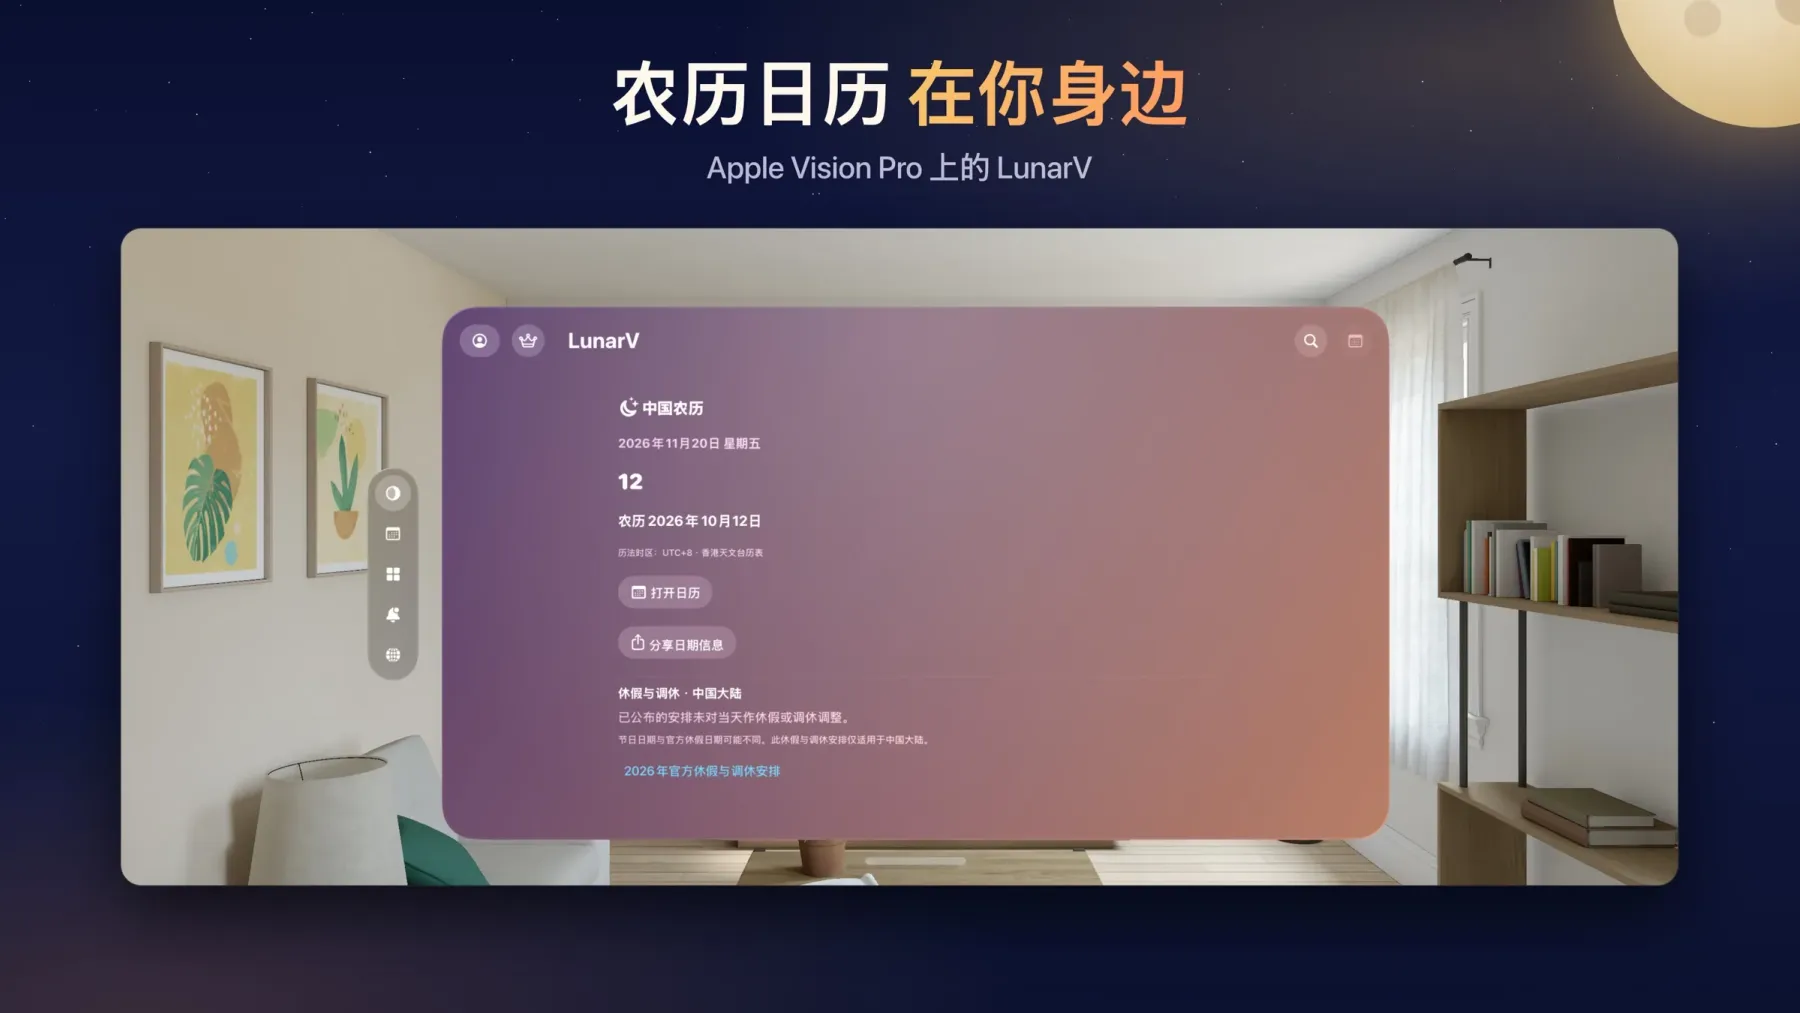 农历日历 在你身边
Apple Vision Pro 上的 LunarV
LunarV
中国农历
2026年11月20日 星期五
12
农历 2026 年 10 月 12日
历法时区：UTC+8 · 香港天文台历表
打开日历
分享日期信息
休假与调休 · 中国大陆
已公布的安排未对当天作休假或调休调整。
节日日期与官方休假日期可能不同。此休假与调休安排仅适用于中国大陆。
2026年官方休假与调休安排